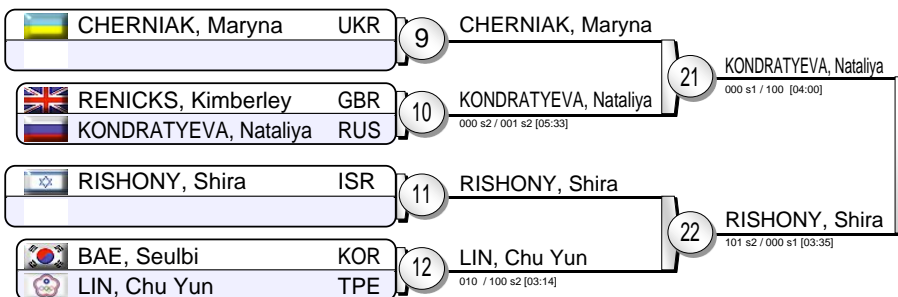 CHERNIAK, Maryna UKR
9
CHERNIAK, Maryna
21
KONDRATYEVA, Nataliya
000 s1 / 100 [04:00]
RENICKS, Kimberley GBR
KONDRATYEVA, Nataliya RUS
10
KONDRATYEVA, Nataliya
000 s2 / 001 s2 [05:33]
RISHONY, Shira ISR
11
RISHONY, Shira
22
RISHONY, Shira
101 s2 / 000 s1 [03:35]
BAE, Seulbi KOR
LIN, Chu Yun TPE
12
LIN, Chu Yun
010 / 100 s2 [03:14]